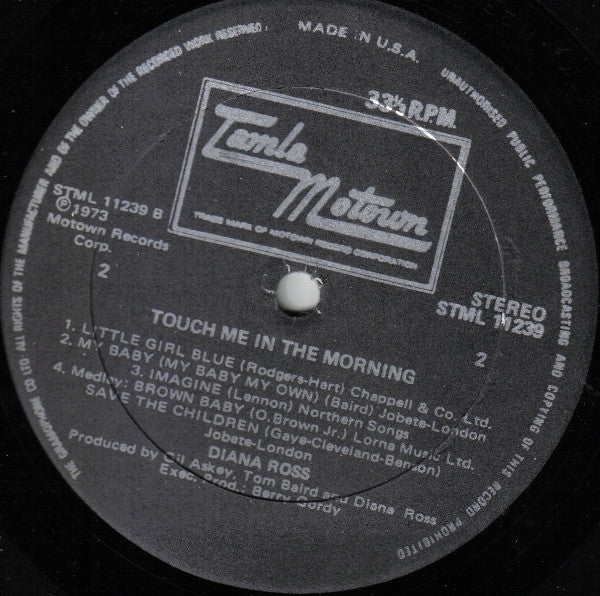 THE GRAMOPHONE CO LTD. ALL RIGHTS OF THE MANUFACTURER AND OF THE OWNER OF THE RECORDED WORK RESERVED.
MADE IN U.S.A.
UNAUTHORISED PUBLIC PERFORMANCE BROADCASTING AND COPYING OF THIS RECORD PROHIBITED
33⅓ R.P.M.
Tamla
Motown
TRADE MARK OF MOTOWN RECORD CORPORATION
STML 11239 B
℗1973
Motown Records
Corp.
2
STEREO
STML 11239
2
TOUCH ME IN THE MORNING
1. LITTLE GIRL BLUE (Rodgers-Hart) Chappell & Co. Ltd.
2. MY BABY (MY BABY MY OWN) (Baird) Jobete-London
3. IMAGINE (Lennon) Northern Songs
4. Medley: BROWN BABY (O.Brown Jr.) Lorna Music Ltd.
SAVE THE CHILDREN (Gaye-Cleveland-Benson)
Jobete-London
DIANA ROSS
Produced by Gil Askey, Tom Baird and Diana Ross
Exec. Prod.: Berry Gordy